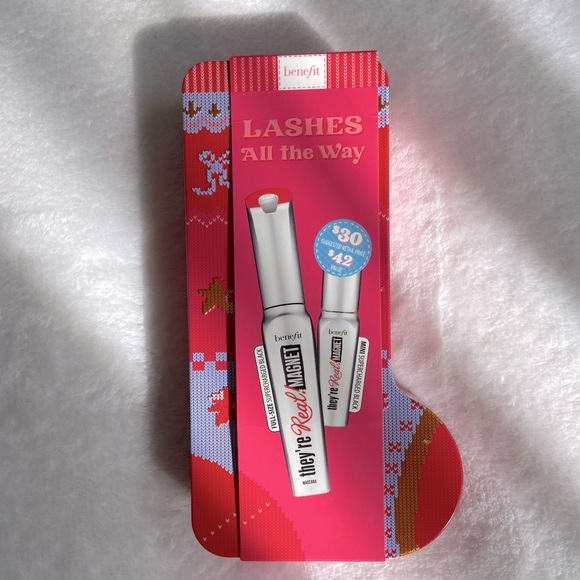 benefit
LASHES
All the Way
$30
SUGGESTED RETAIL PRICE
$42
VALUE
benefit
they're Real! MAGNET
MASCARA
FULL-SIZE SUPERCHARGED BLACK
benefit
they're Real! MAGNET
MINI SUPERCHARGED BLACK